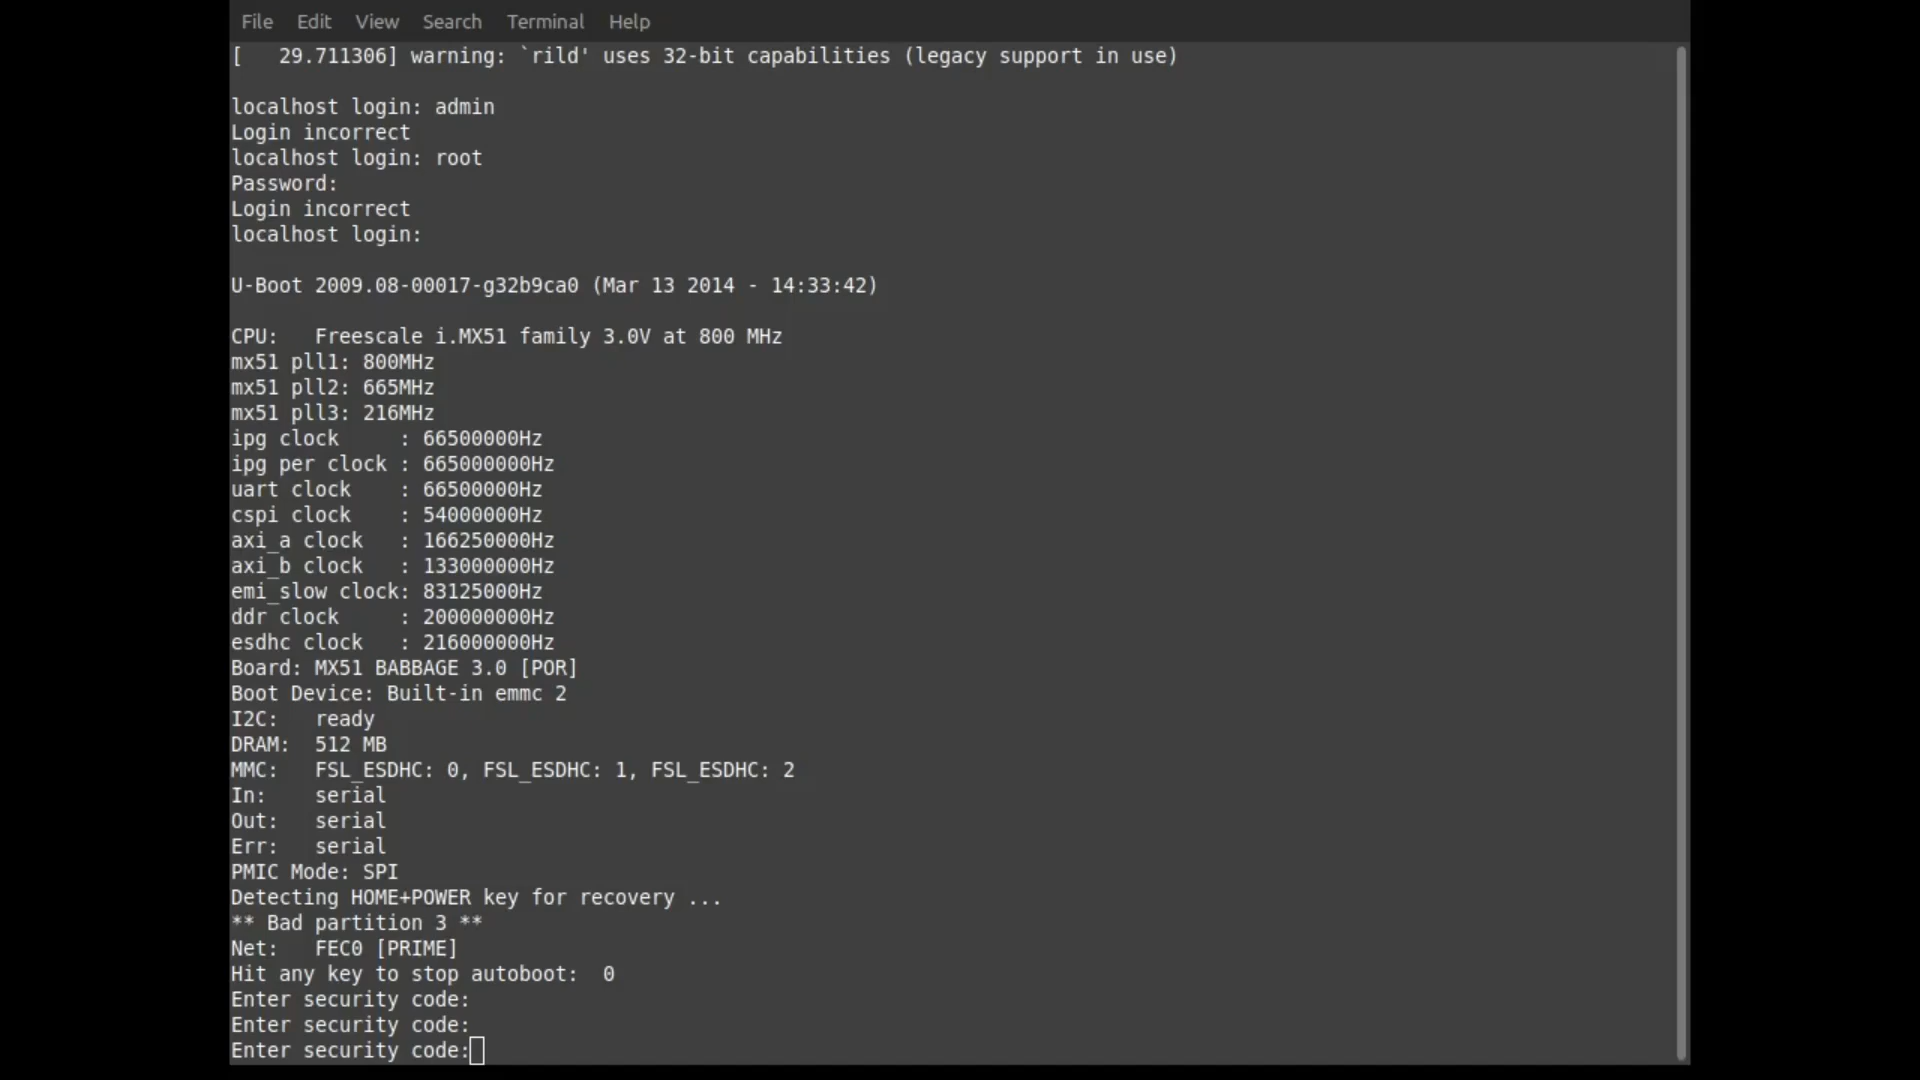 File Edit View Search Terminal Help
[   29.711306] warning: `rild' uses 32-bit capabilities (legacy support in use)
localhost login: admin
Login incorrect
localhost login: root
Password:
Login incorrect
localhost login:
U-Boot 2009.08-00017-g32b9ca0 (Mar 13 2014 - 14:33:42)
CPU:   Freescale i.MX51 family 3.0V at 800 MHz
mx51 pll1: 800MHz
mx51 pll2: 665MHz
mx51 pll3: 216MHz
ipg clock     : 66500000Hz
ipg per clock : 665000000Hz
uart clock    : 66500000Hz
cspi clock    : 54000000Hz
axi_a clock   : 166250000Hz
axi_b clock   : 133000000Hz
emi_slow clock: 83125000Hz
ddr clock     : 200000000Hz
esdhc clock   : 216000000Hz
Board: MX51 BABBAGE 3.0 [POR]
Boot Device: Built-in emmc 2
I2C:   ready
DRAM:  512 MB
MMC:   FSL_ESDHC: 0, FSL_ESDHC: 1, FSL_ESDHC: 2
In:    serial
Out:   serial
Err:   serial
PMIC Mode: SPI
Detecting HOME+POWER key for recovery ...
** Bad partition 3 **
Net:   FEC0 [PRIME]
Hit any key to stop autoboot:  0
Enter security code:
Enter security code:
Enter security code: